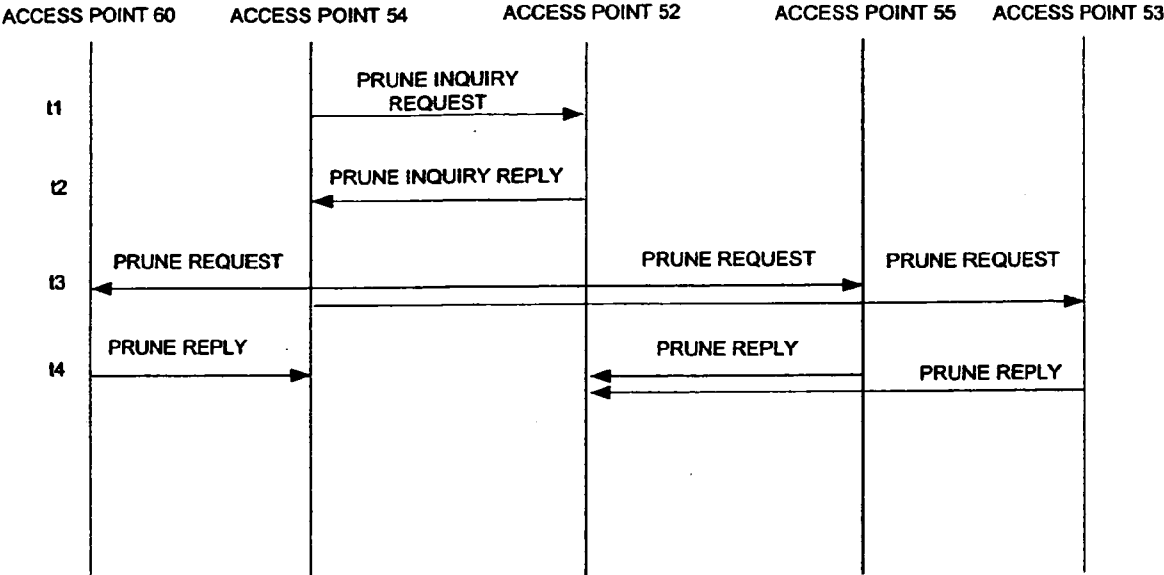 ACCESS POINT 60
ACCESS POINT 54
ACCESS POINT 52
ACCESS POINT 55
ACCESS POINT 53
t1
PRUNE INQUIRY
REQUEST
t2
PRUNE INQUIRY REPLY
t3
PRUNE REQUEST
PRUNE REQUEST
PRUNE REQUEST
t4
PRUNE REPLY
PRUNE REPLY
PRUNE REPLY